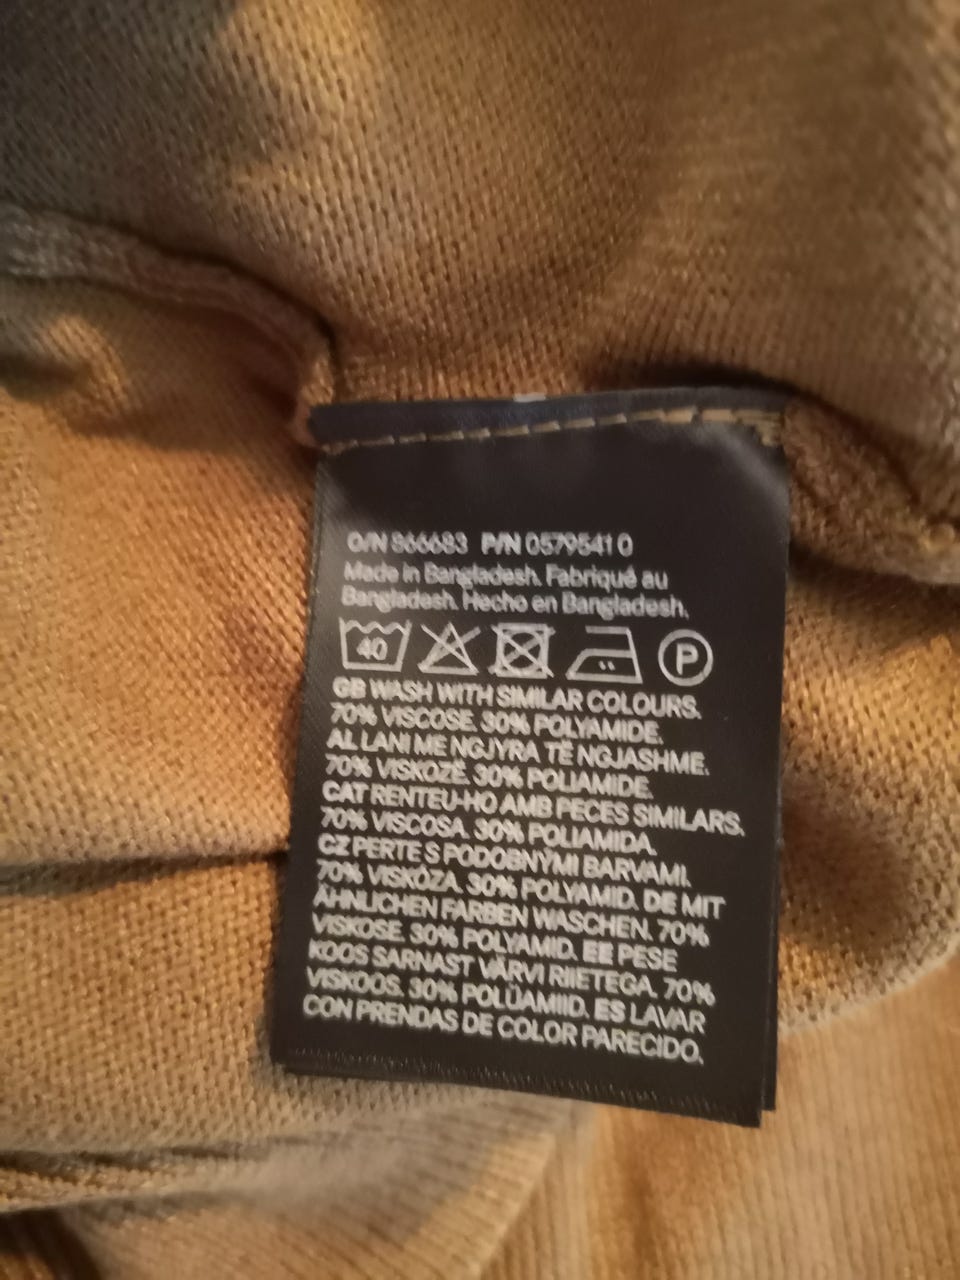 O/N 866683 P/N 0579541 0
Made in Bangladesh. Fabriqué au
Bangladesh. Hecho en Bangladesh.
40 P
GB WASH WITH SIMILAR COLOURS.
70% VISCOSE. 30% POLYAMIDE.
AL LANI ME NGJYRA TË NGJASHME.
70% VISKOZË. 30% POLIAMIDE.
CAT RENTEU-HO AMB PECES SIMILARS.
70% VISCOSA. 30% POLIAMIDA.
CZ PERTE S PODOBNÝMI BARVAMI.
70% VISKÓZA. 30% POLYAMID. DE MIT
ÄHNLICHEN FARBEN WASCHEN. 70%
VISKOSE. 30% POLYAMID. EE PESE
KOOS SARNAST VÄRVI RIIETEGA. 70%
VISKOOS. 30% POLÜAMIID. ES LAVAR
CON PRENDAS DE COLOR PARECIDO.